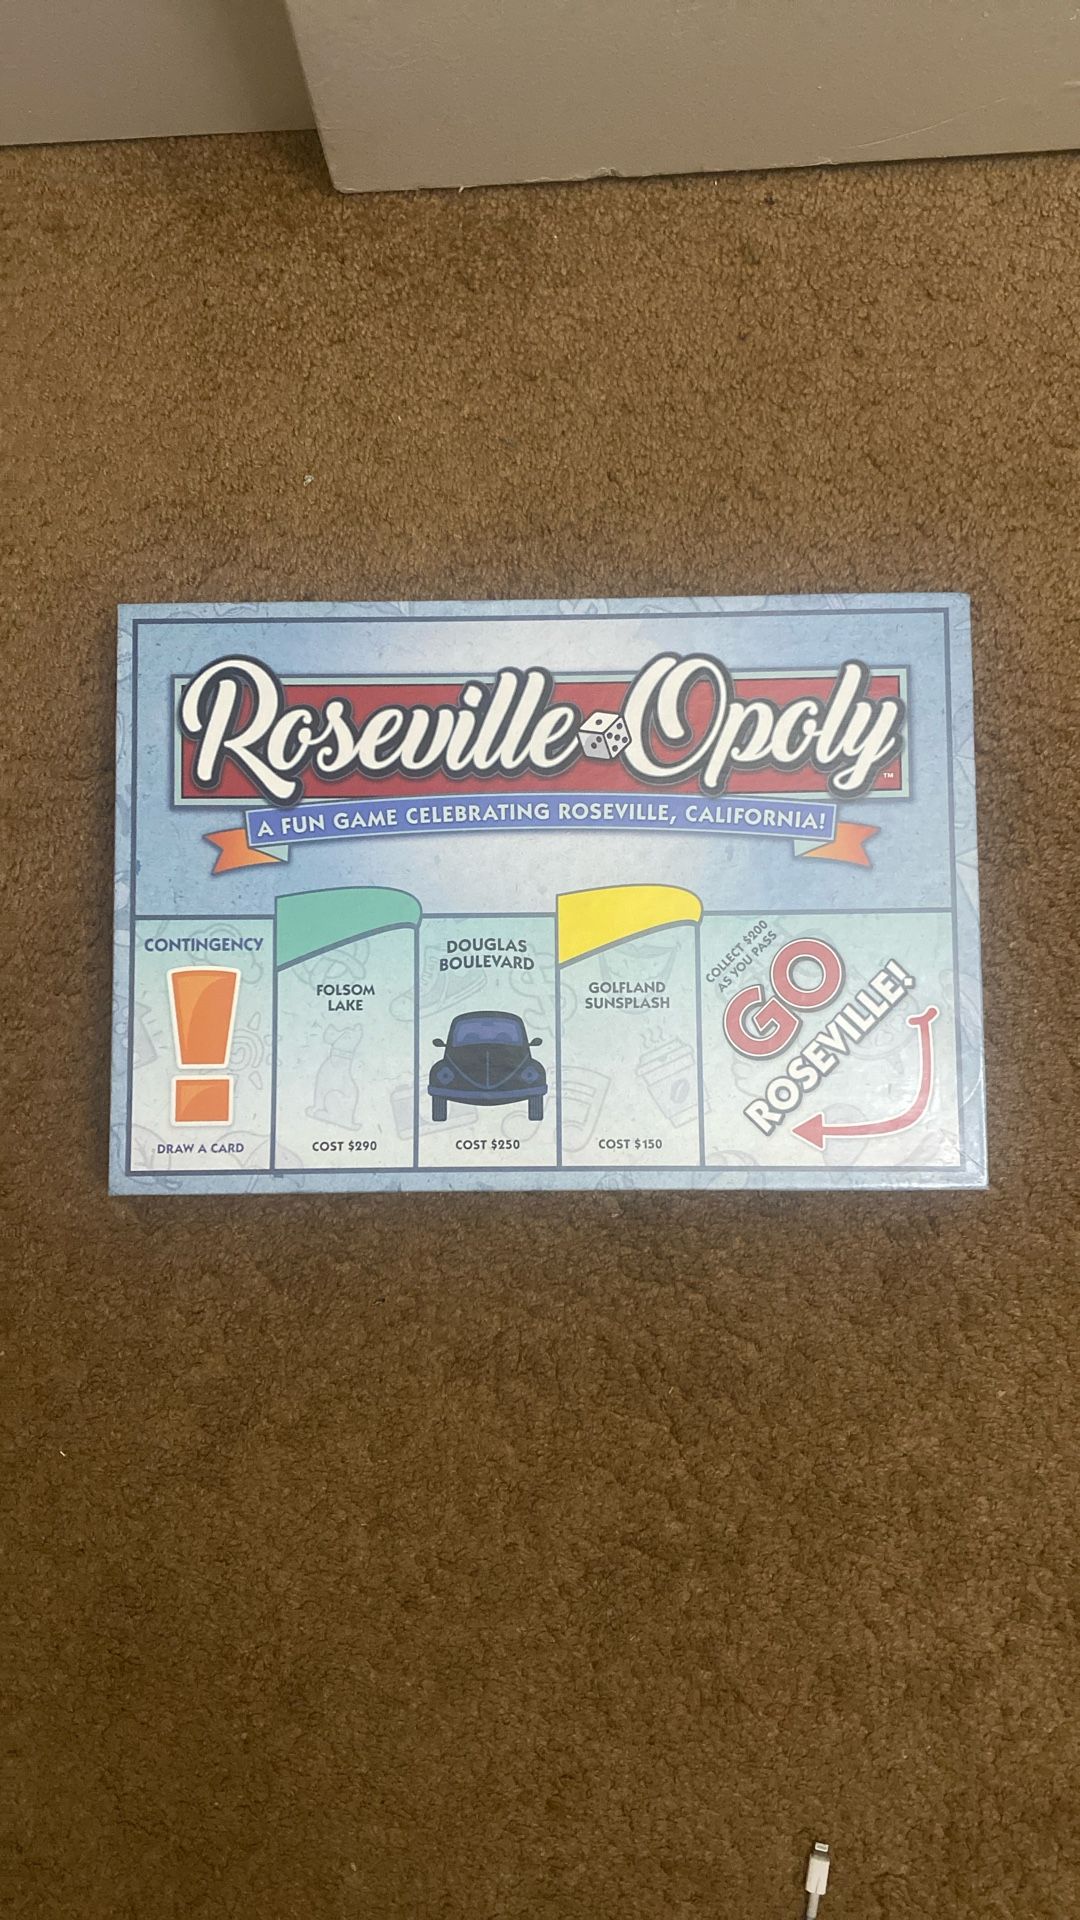 Roseville Opoly
TM
A FUN GAME CELEBRATING ROSEVILLE, CALIFORNIA!
CONTINGENCY
DRAW A CARD
FOLSOM
LAKE
COST $290
DOUGLAS
BOULEVARD
COST $250
GOLFLAND
SUNSPLASH
COST $150
COLLECT $200
AS YOU PASS
GO
ROSEVILLE!